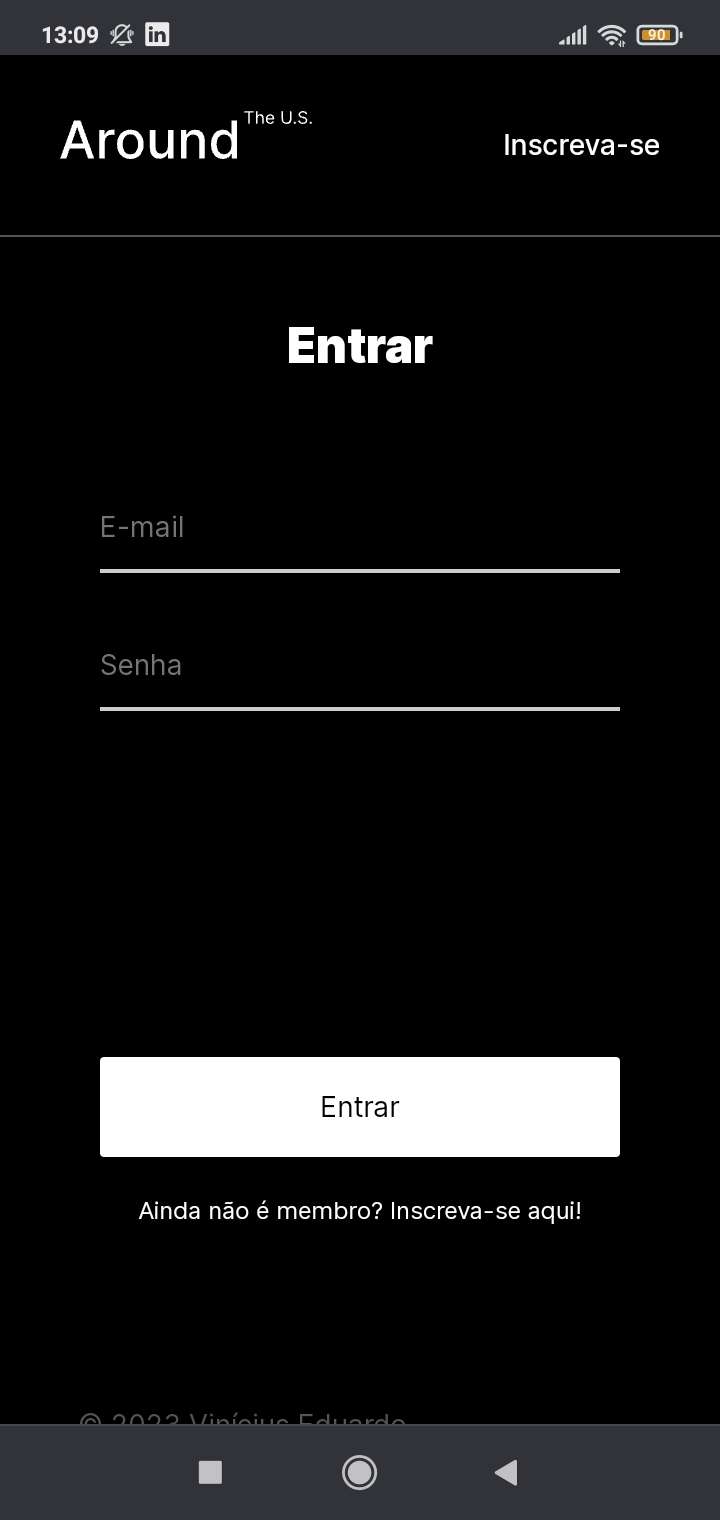 13:09
in
90
Around The U.S.
Inscreva-se
Entrar
E-mail
Senha
Entrar
Ainda não é membro? Inscreva-se aqui!
© 2023 Vinícius Eduardo